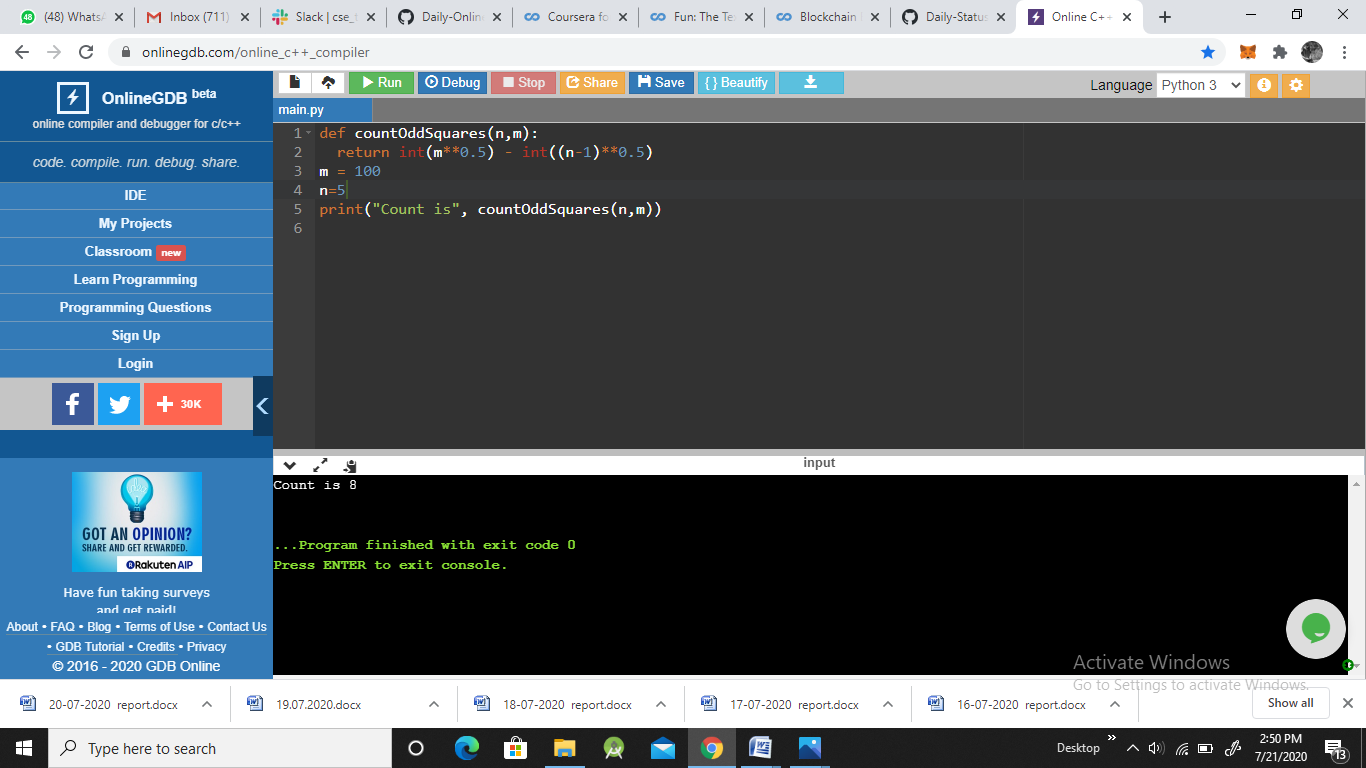 (48) WhatsA
Inbox (711)
Slack | cse_t
Daily-Onlin
Coursera fo
Fun: The Te
Blockchain
Daily-Status
Online C++
onlinegdb.com/online_c++_compiler
OnlineGDB beta
online compiler and debugger for c/c++
code. compile. run. debug. share.
IDE
My Projects
Classroom new
Learn Programming
Programming Questions
Sign Up
Login
30K
GOT AN OPINION?
SHARE AND GET REWARDED.
Rakuten AIP
Have fun taking surveys
and get paid!
About • FAQ • Blog • Terms of Use • Contact Us
• GDB Tutorial • Credits • Privacy
© 2016 - 2020 GDB Online
Run Debug Stop Share Save { } Beautify
Language Python 3
main.py
1 def countOddSquares(n,m):
2 return int(m**0.5) - int((n-1)**0.5)
3 m = 100
4 n=5
5 print("Count is", countOddSquares(n,m))
6
input
Count is 8
...Program finished with exit code 0
Press ENTER to exit console.
Activate Windows
Go to Settings to activate Windows.
20-07-2020 report.docx
19.07.2020.docx
18-07-2020 report.docx
17-07-2020 report.docx
16-07-2020 report.docx
Show all
Type here to search
Desktop
2:50 PM
7/21/2020
13